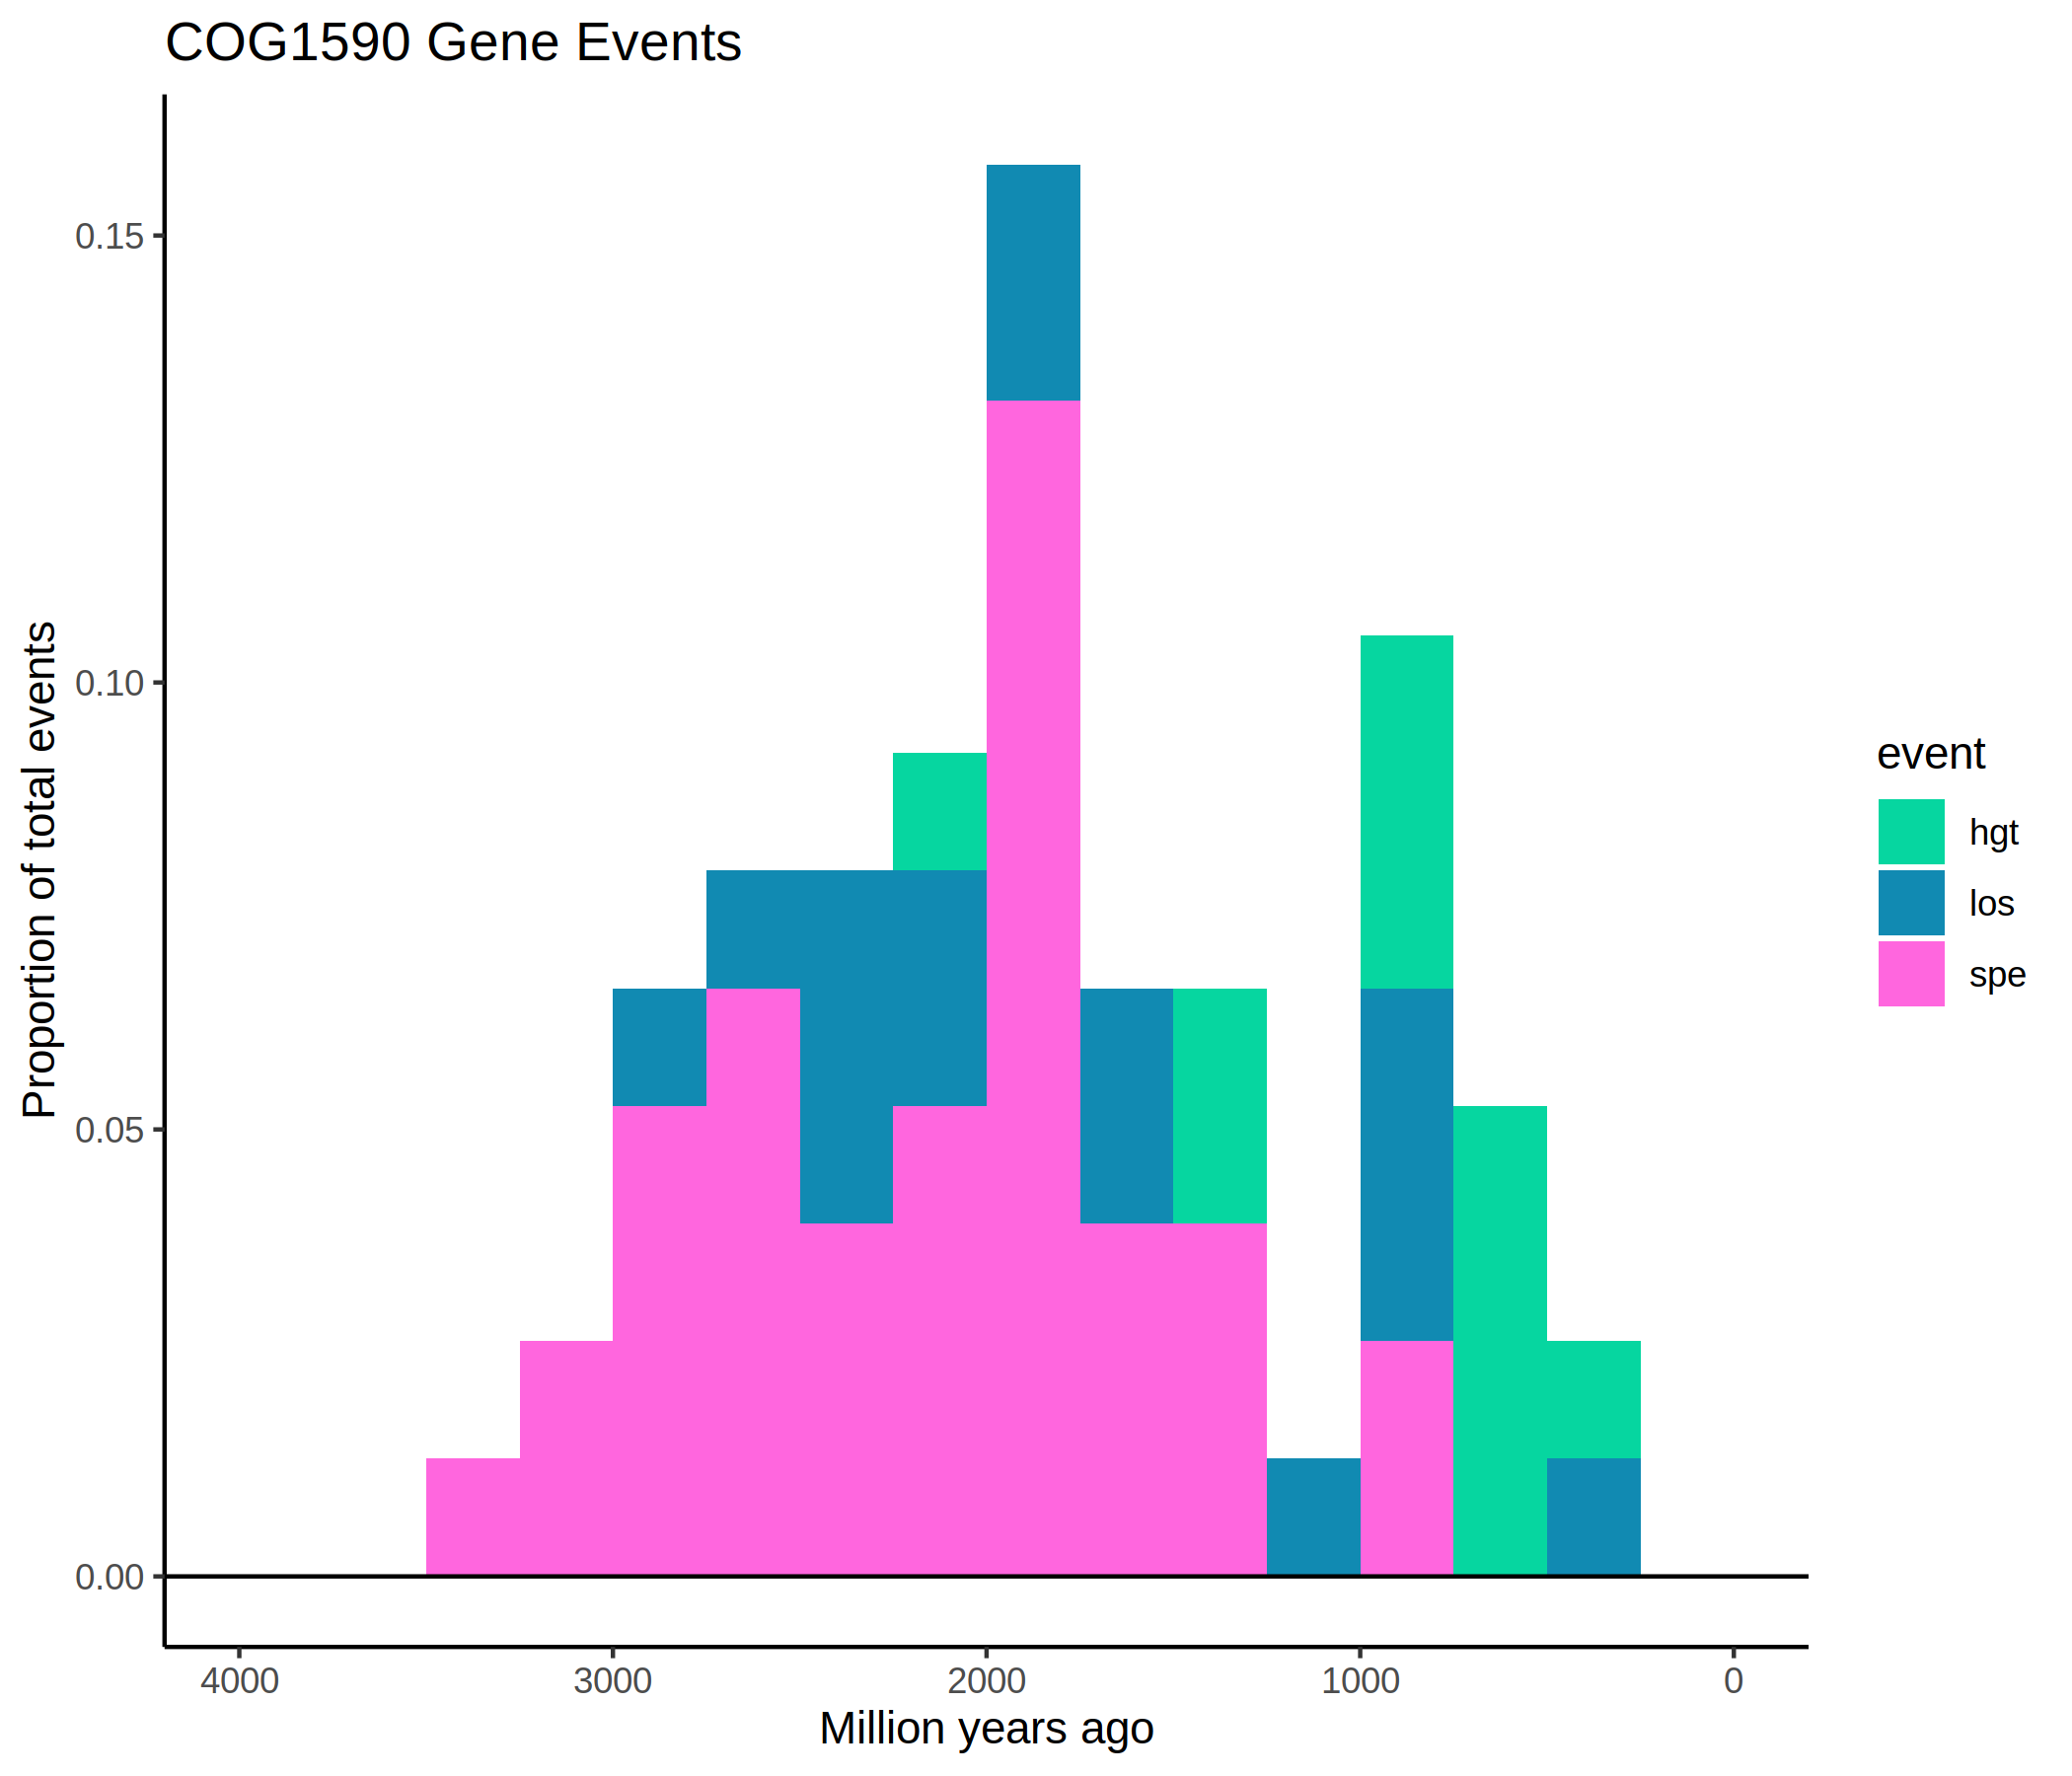 COG1590 Gene Events
Proportion of total events
0.15
0.10
0.05
0.00
4000 3000 2000 1000 0
Million years ago
event
hgt
los
spe